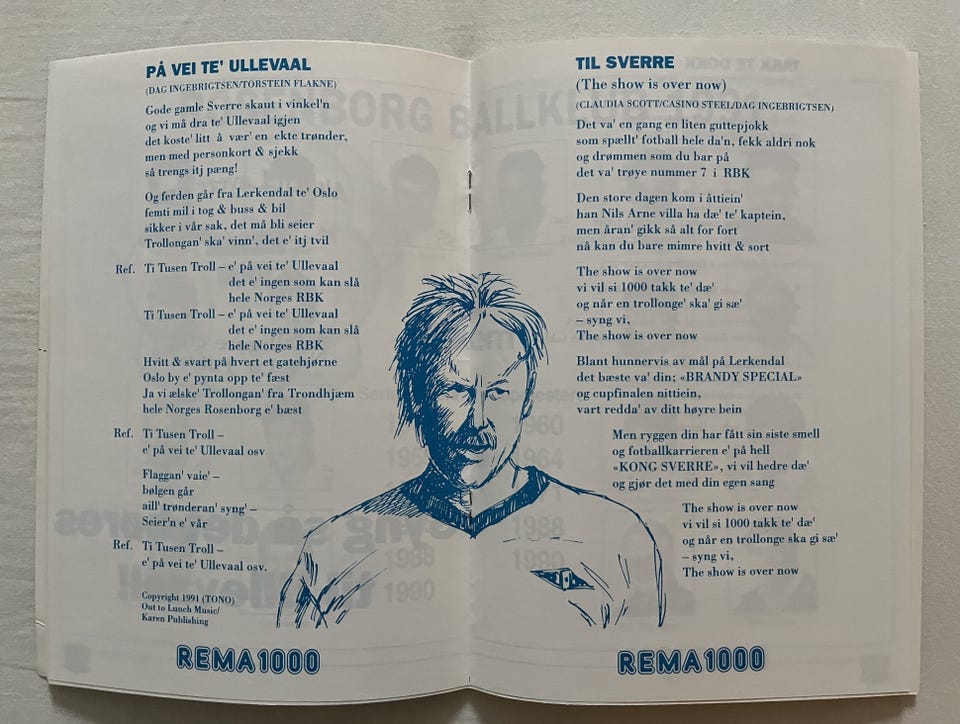 PÅ VEI TE' ULLEVAAL
(DAG INGEBRIGTSEN/TORSTEIN FLAKNE)
Gode gamle Sverre skaut i vinkel'n
og vi må dra te' Ullevaal igjen
det koste' litt å vær' en ekte trønder,
men med personkort & sjekk
så trengs itj pæng!
Og ferden går fra Lerkendal te' Oslo
femti mil i tog & buss & bil
sikker i vår sak, det må bli seier
Trollongan' ska' vinn', det e' itj tvil
Ref. Ti Tusen Troll – e' på vei te' Ullevaal
det e' ingen som kan slå
hele Norges RBK
Ti Tusen Troll – e' på vei te' Ullevaal
det e' ingen som kan slå
hele Norges RBK
Hvitt & svart på hvert et gatehjørne
Oslo by e' pynta opp te' fæst
Ja vi ælske' Trollongan' fra Trondhjæm
hele Norges Rosenborg e' bæst
Ref. Ti Tusen Troll –
e' på vei te' Ullevaal osv
Flaggan' vaie' –
bølgen går
aill' trønderan' syng' –
Seier'n e' vår
Ref. Ti Tusen Troll –
e' på vei te' Ullevaal osv.
Copyright 1991 (TONO)
Out to Lunch Music/
Karen Publishing
REMA 1000
TIL SVERRE
(The show is over now)
(CLAUDIA SCOTT/CASINO STEEL/DAG INGEBRIGTSEN)
Det va' en gang en liten guttepjokk
som spællt' fotball hele da'n, fekk aldri nok
og drømmen som du bar på
det va' trøye nummer 7 i RBK
Den store dagen kom i åttiein'
han Nils Arne villa ha dæ' te' kaptein,
men åran' gikk så alt for fort
nå kan du bare mimre hvitt & sort
The show is over now
vi vil si 1000 takk te' dæ'
og når en trollonge' ska' gi sæ'
– syng vi,
The show is over now
Blant hunnervis av mål på Lerkendal
det bæste va' din; «BRANDY SPECIAL»
og cupfinalen nittiein,
vart redda' av ditt høyre bein
Men ryggen din har fått sin siste smell
og fotballkarrieren e' på hell
«KONG SVERRE», vi vil hedre dæ'
og gjør det med din egen sang
The show is over now
vi vil si 1000 takk te' dæ'
og når en trollonge ska gi sæ'
– syng vi,
The show is over now
REMA 1000